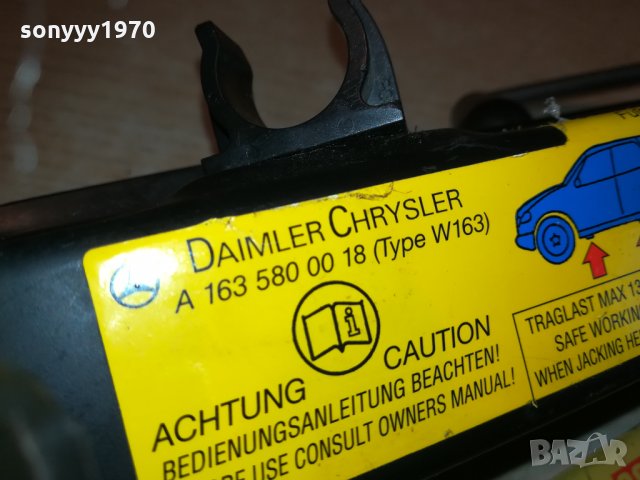 sonyyy1970
DAIMLER CHRYSLER
A 163 580 00 18 (Type W163)
ACHTUNG CAUTION
BEDIENUNGSANLEITUNG BEACHTEN!
USE CONSULT OWNERS MANUAL!
TRAGLAST MAX 13
SAFE WORKIN
WHEN JACKING HE
BAZAR